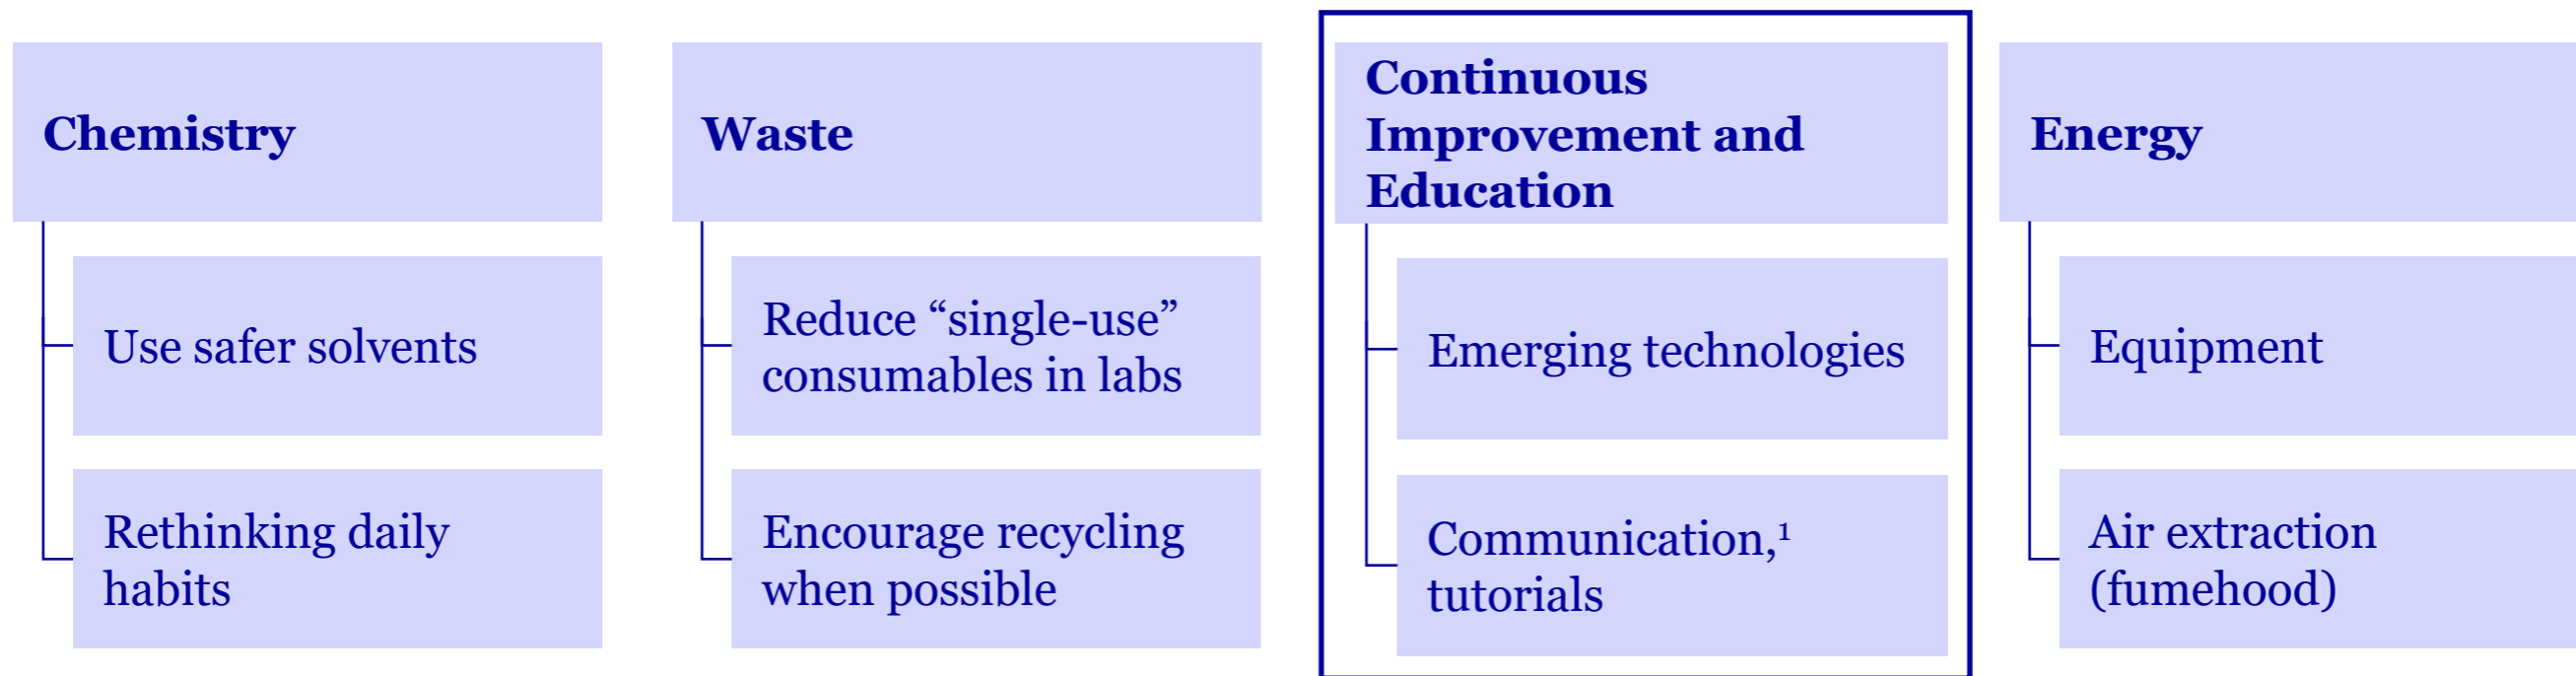 Chemistry
Use safer solvents
Rethinking daily
habits
Waste
Reduce “single-use”
consumables in labs
Encourage recycling
when possible
Continuous
Improvement and
Education
Emerging technologies
Communication,¹
tutorials
Energy
Equipment
Air extraction
(fumehood)